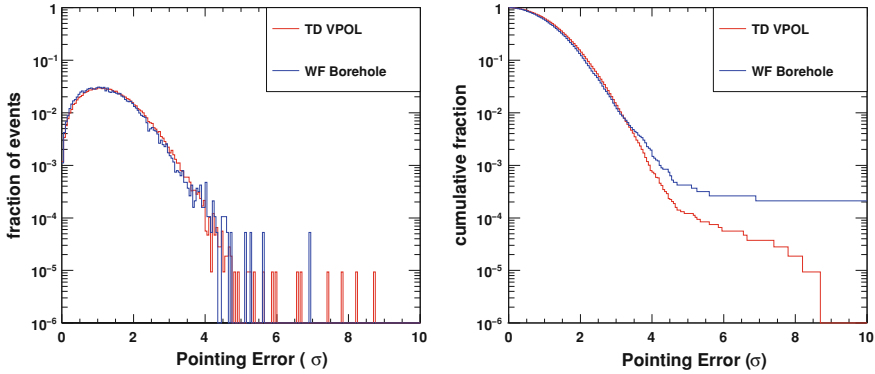 TD VPOL
WF Borehole
fraction of events
1
10⁻¹
10⁻²
10⁻³
10⁻⁴
10⁻⁵
10⁻⁶
0 2 4 6 8 10
Pointing Error ( σ)
TD VPOL
WF Borehole
cumulative fraction
1
10⁻¹
10⁻²
10⁻³
10⁻⁴
10⁻⁵
10⁻⁶
0 2 4 6 8 10
Pointing Error (σ)